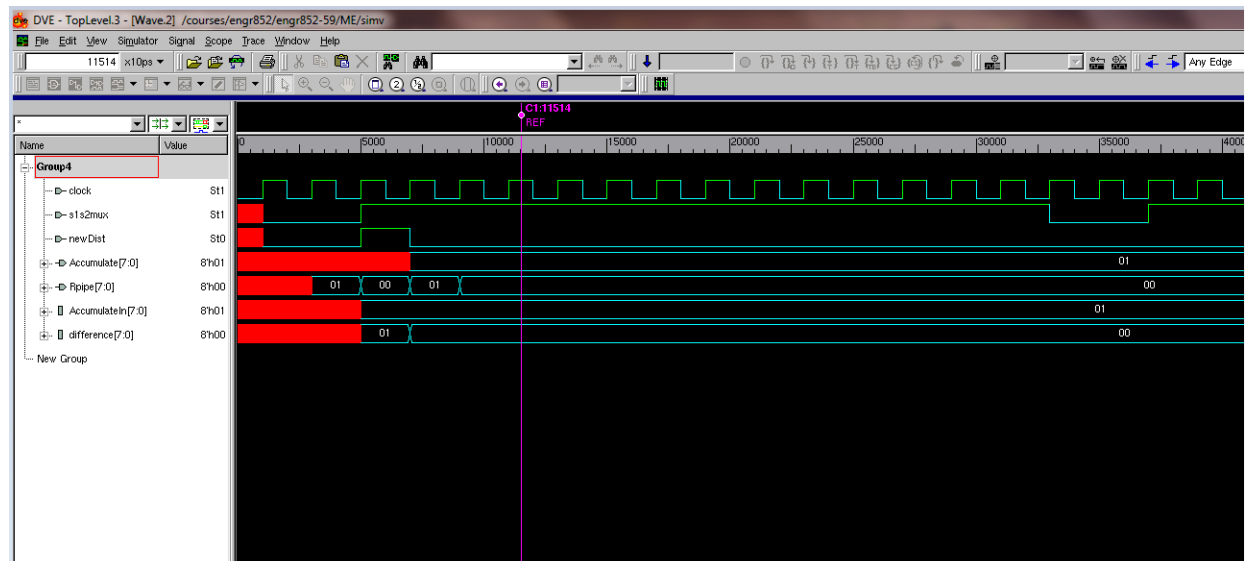 DVE - TopLevel.3 - [Wave.2] /courses/engr852/engr852-59/ME/simv
File Edit View Simulator Signal Scope Trace Window Help
11514 x10ps
Any Edge
C1:11514
REF
*
Name Value
0 5000 10000 15000 20000 25000 30000 35000 4000
Group4
clock St1
s1s2mux St1
newDist St0
Accumulate[7:0] 8'h01 01
Rpipe[7:0] 8'h00 01 00 01 00
AccumulateIn[7:0] 8'h01 01
difference[7:0] 8'h00 01 00
New Group